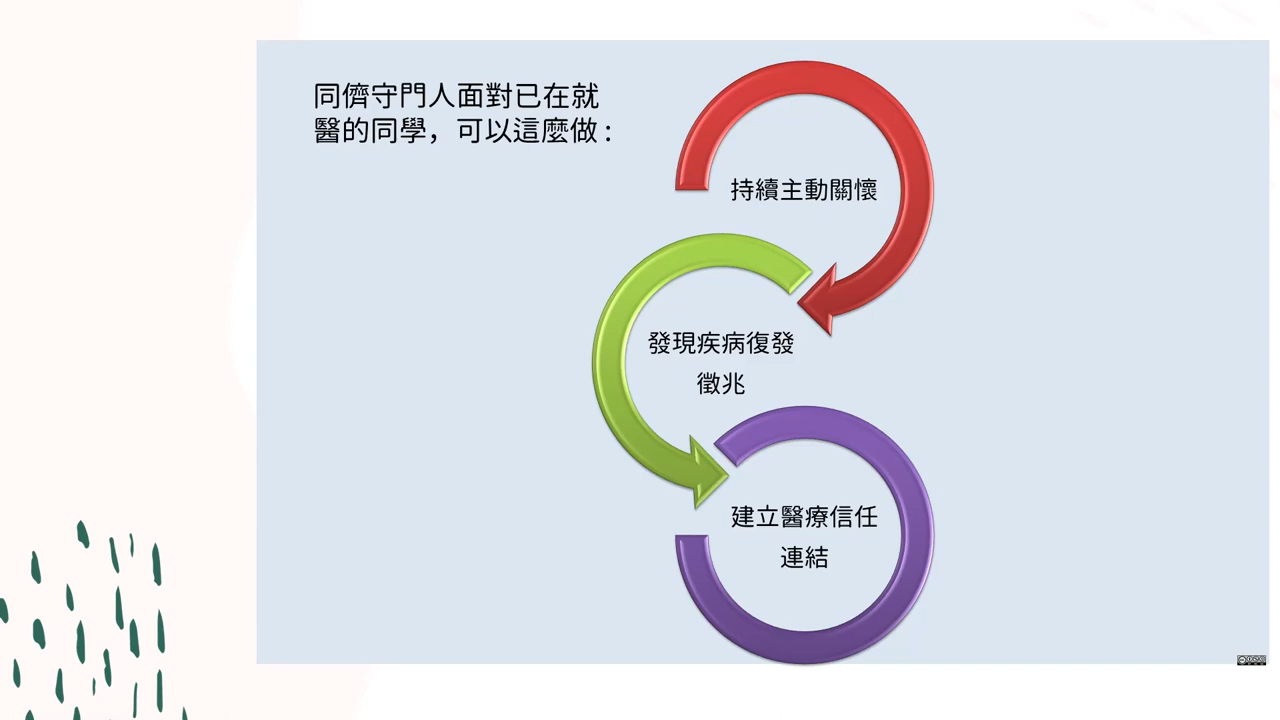 同儕守門人面對已在就
醫的同學，可以這麼做：
持續主動關懷
發現疾病復發
徵兆
建立醫療信任
連結